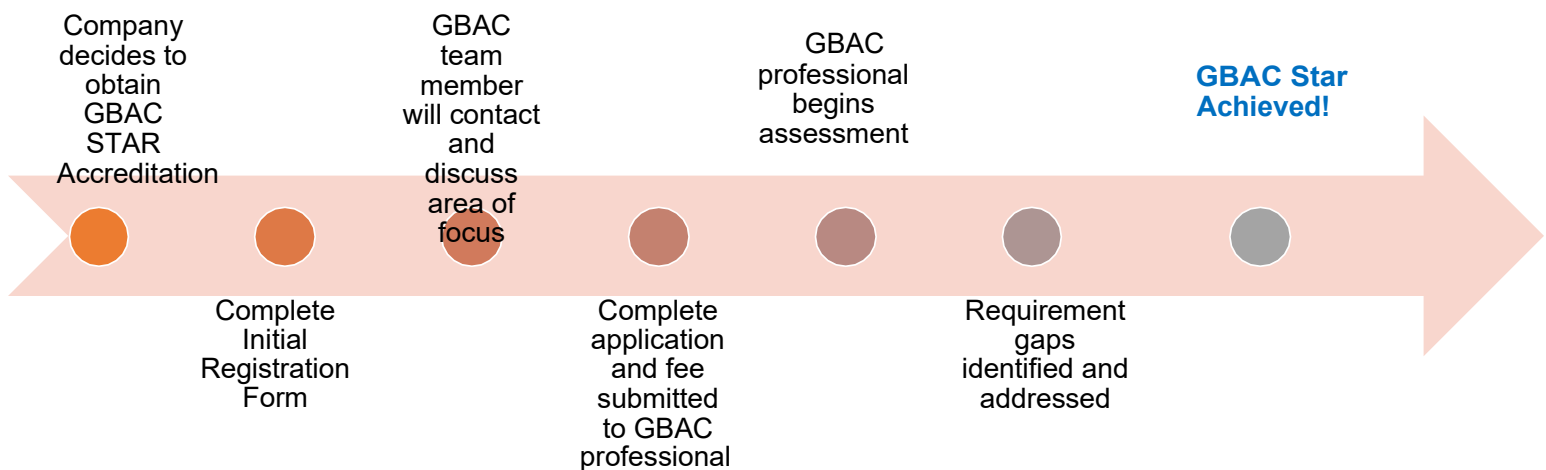 Company
decides to
obtain
GBAC
STAR
Accreditation
Complete
Initial
Registration
Form
GBAC
team
member
will contact
and
discuss
area of
focus
Complete
application
and fee
submitted
to GBAC
professional
GBAC
professional
begins
assessment
Requirement
gaps
identified and
addressed
GBAC Star
Achieved!